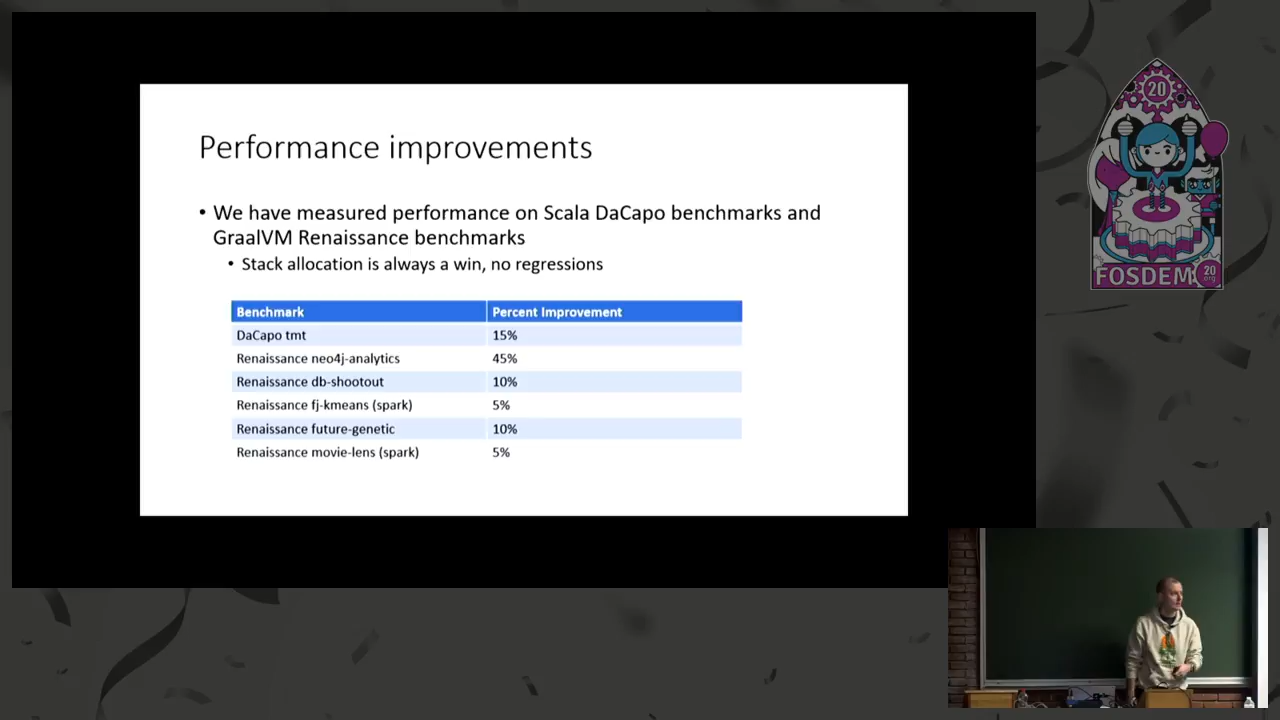 Performance improvements
• We have measured performance on Scala DaCapo benchmarks and
GraalVM Renaissance benchmarks
• Stack allocation is always a win, no regressions
Benchmark Percent Improvement
DaCapo tmt 15%
Renaissance neo4j-analytics 45%
Renaissance db-shootout 10%
Renaissance fj-kmeans (spark) 5%
Renaissance future-genetic 10%
Renaissance movie-lens (spark) 5%
20
FOSDEM
20
.org